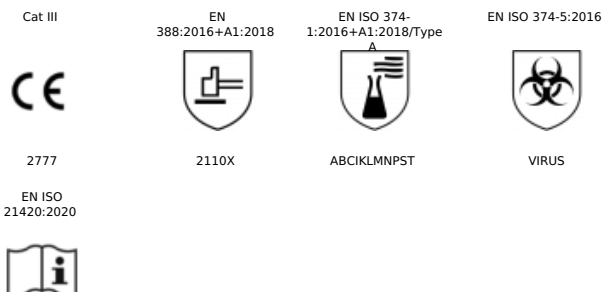 Cat III
EN
388:2016+A1:2018
EN ISO 374-
1:2016+A1:2018/Type
A
EN ISO 374-5:2016
CE
2777
2110X
ABCIKLMNPST
VIRUS
EN ISO
21420:2020
i